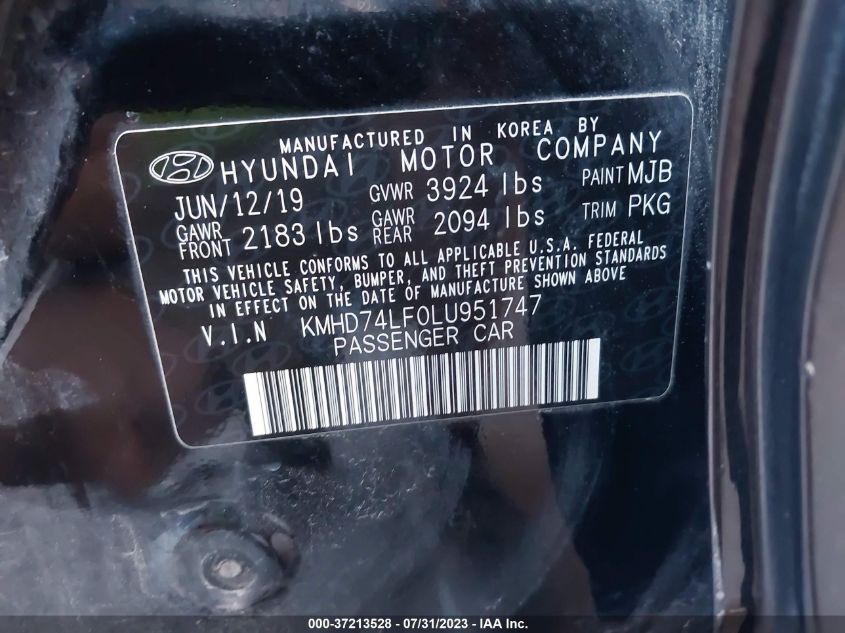 MANUFACTURED IN KOREA BY
HYUNDAI MOTOR COMPANY
JUN/12/19 GVWR 3924 lbs PAINT MJB
GAWR FRONT 2183 lbs GAWR REAR 2094 lbs TRIM PKG
THIS VEHICLE CONFORMS TO ALL APPLICABLE U.S.A. FEDERAL
MOTOR VEHICLE SAFETY, BUMPER, AND THEFT PREVENTION STANDARDS
IN EFFECT ON THE DATE OF MANUFACTURE SHOWN ABOVE
V.I.N KMHD74LF0LU951747
PASSENGER CAR
000-37213528 - 07/31/2023 - IAA Inc.